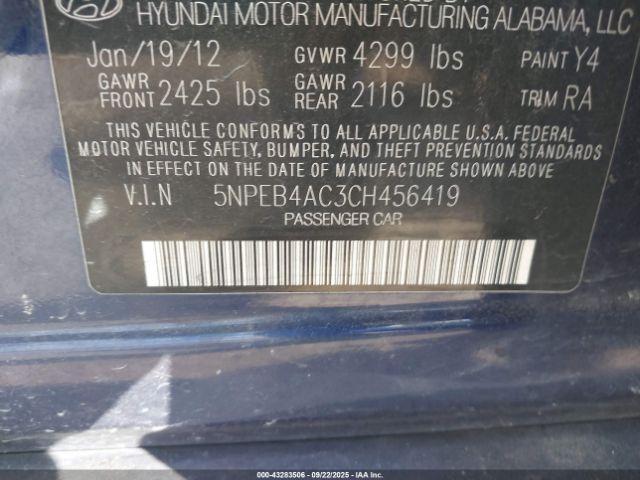 HYUNDAI MOTOR MANUFACTURING ALABAMA, LLC
Jan/19/12 GVWR 4299 lbs PAINT Y4
GAWR FRONT 2425 lbs GAWR REAR 2116 lbs TRIM RA
THIS VEHICLE CONFORMS TO ALL APPLICABLE U.S.A. FEDERAL
MOTOR VEHICLE SAFETY, BUMPER, AND THEFT PREVENTION STANDARDS
IN EFFECT ON THE DATE OF MANUFACTURE SHOWN ABOVE.
V.I.N 5NPEB4AC3CH456419
PASSENGER CAR
000-43283506 - 09/22/2025 - IAA, Inc.